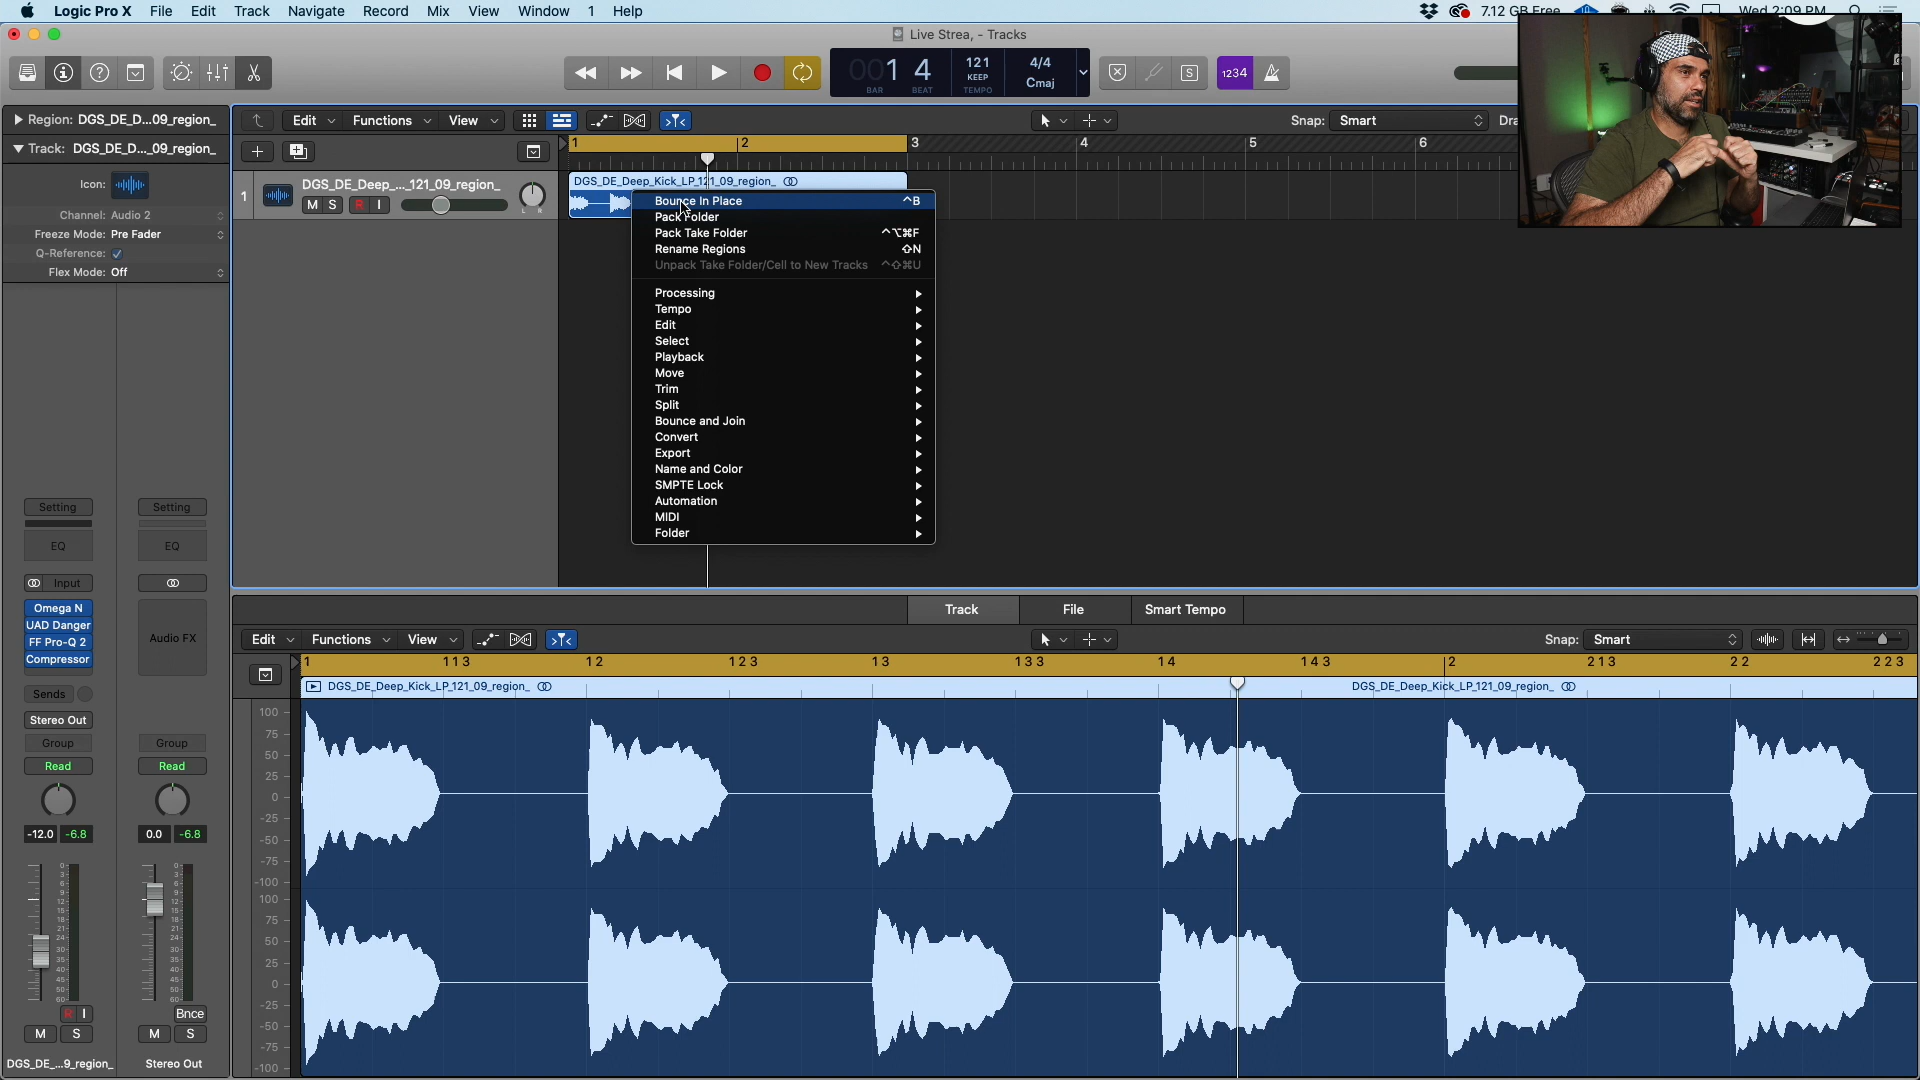 Logic Pro X File Edit Track Navigate Record Mix View Window 1 Help
7.12 GB Free
Wed 2:09 PM
Live Strea, - Tracks
001 4
BAR BEAT
121
KEEP
TEMPO
4/4
Cmaj
S
1234
Region: DGS_DE_D...09_region_
Track: DGS_DE_D..._09_region_
Icon:
Channel: Audio 2
Freeze Mode: Pre Fader
Q-Reference:
Flex Mode: Off
Edit Functions View
Snap: Smart
1 2 3 4 5 6
1
DGS_DE_Deep_..._121_09_region_
M S R I
L R
DGS_DE_Deep_Kick_LP_121_09_region_
Bounce In Place ⌃B
Pack Folder
Pack Take Folder ⌃⌥⌘F
Rename Regions ⇧N
Unpack Take Folder/Cell to New Tracks ⌃⇧⌘U
Processing
Tempo
Edit
Select
Playback
Move
Trim
Split
Bounce and Join
Convert
Export
Name and Color
SMPTE Lock
Automation
MIDI
Folder
Setting Setting
EQ EQ
Input
Omega N
UAD Danger
FF Pro-Q 2
Compressor
Audio FX
Sends
Stereo Out
Group Group
Read Read
-12.0 -6.8 0.0 -6.8
R I Bnce
M S M S
DGS_DE_...9_region_ Stereo Out
Track File Smart Tempo
Edit Functions View
Snap: Smart
1 1 1 3 1 2 1 2 3 1 3 1 3 3 1 4 1 4 3 2 2 1 3 2 2 2 2 3
DGS_DE_Deep_Kick_LP_121_09_region_ DGS_DE_Deep_Kick_LP_121_09_region_
100
75
50
25
0
-25
-50
-75
-100
100
75
50
25
0
-25
-50
-75
-100